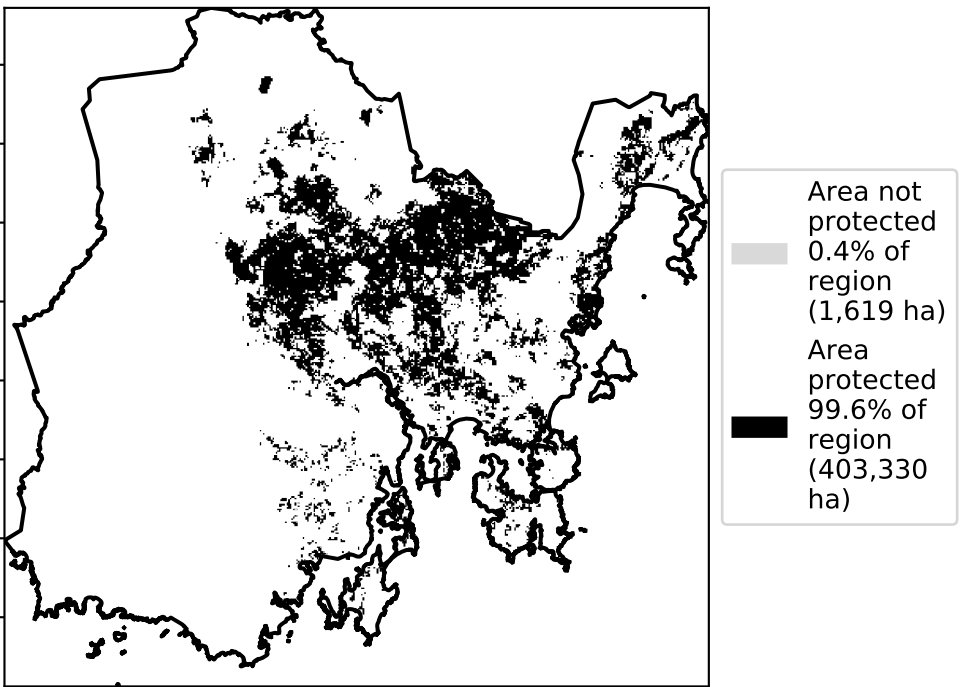 Area not
protected
0.4% of
region
(1,619 ha)
Area
protected
99.6% of
region
(403,330
ha)